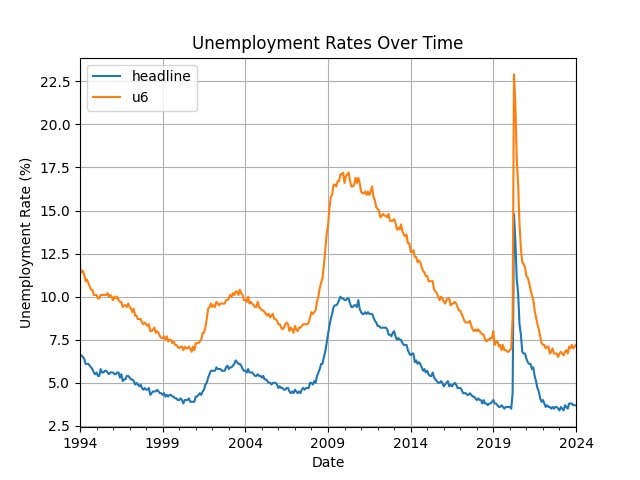 Unemployment Rates Over Time
headline
u6
Unemployment Rate (%)
22.5
20.0
17.5
15.0
12.5
10.0
7.5
5.0
2.5
1994 1999 2004 2009 2014 2019 2024
Date